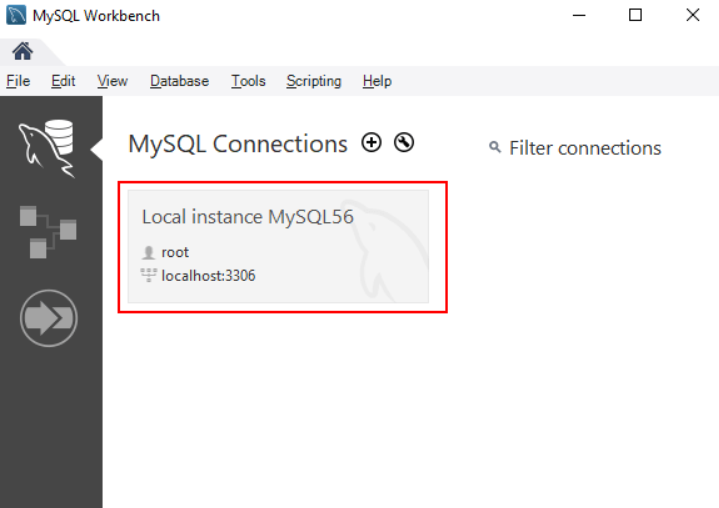 MySQL Workbench
File Edit View Database Tools Scripting Help
MySQL Connections
Filter connections
Local instance MySQL56
root
localhost:3306